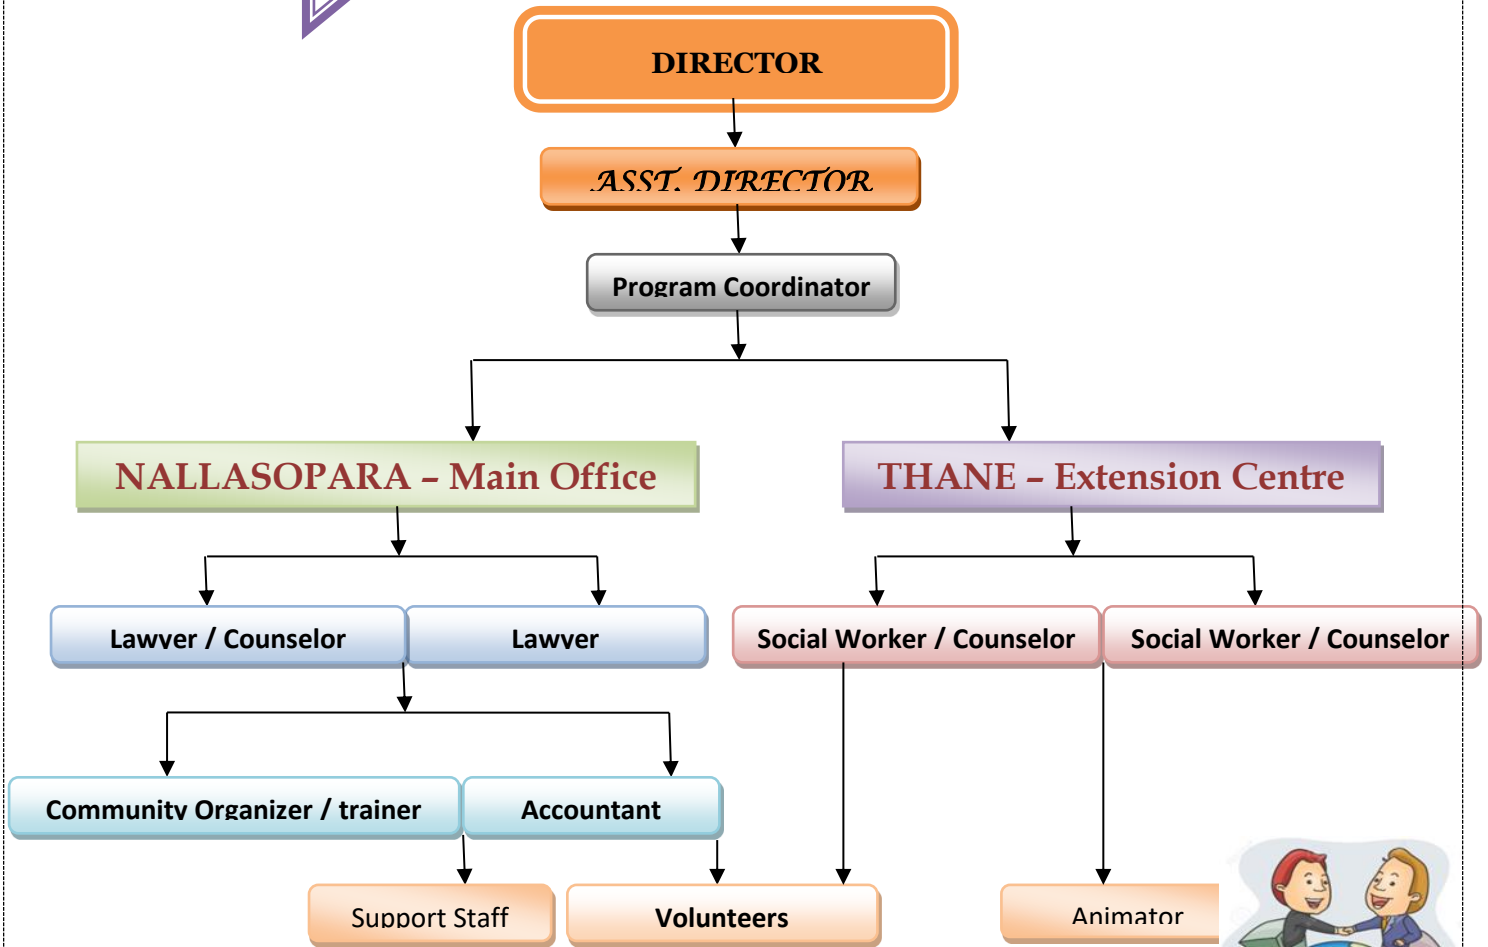 DIRECTOR
ASST. DIRECTOR
Program Coordinator
NALLASOPARA – Main Office
THANE – Extension Centre
Lawyer / Counselor
Lawyer
Social Worker / Counselor
Social Worker / Counselor
Community Organizer / trainer
Accountant
Support Staff
Volunteers
Animator